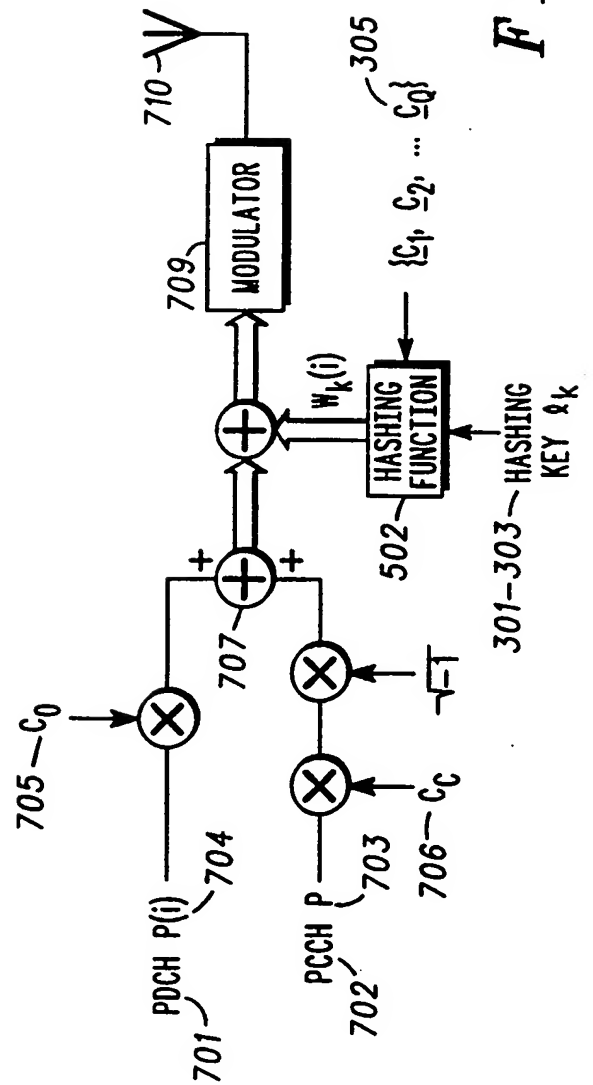 705 C0
PDCH P(i) 704
701
PCCH P 703
702
706 CC
√-1
+
+
707
Wk(i)
HASHING
FUNCTION
502
301-303 HASHING
KEY ℓk
{C1, C2, ... CQ}
305
MODULATOR
709
710
F